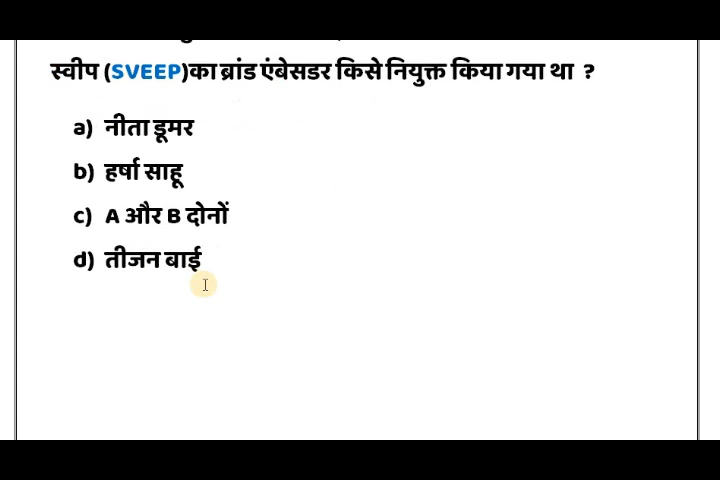 स्वीप (SVEEP)का ब्रांड एंबेसडर किसे नियुक्त किया गया था ?
a) नीता डूमर
b) हर्षा साहू
c) A और B दोनों
d) तीजन बाई